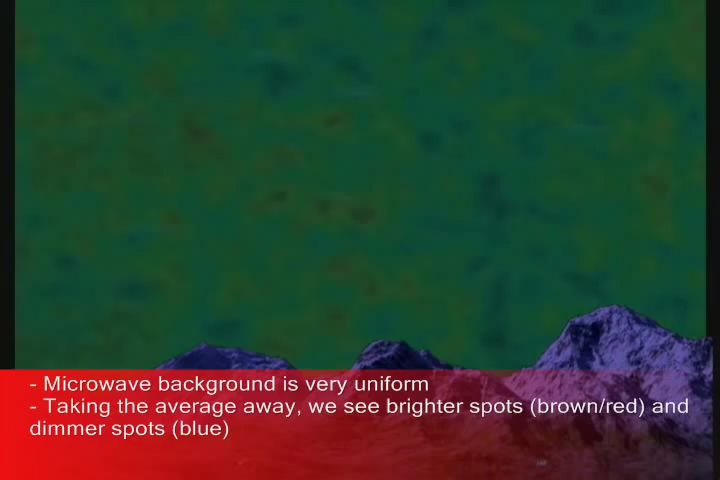 - Microwave background is very uniform
- Taking the average away, we see brighter spots (brown/red) and
dimmer spots (blue)